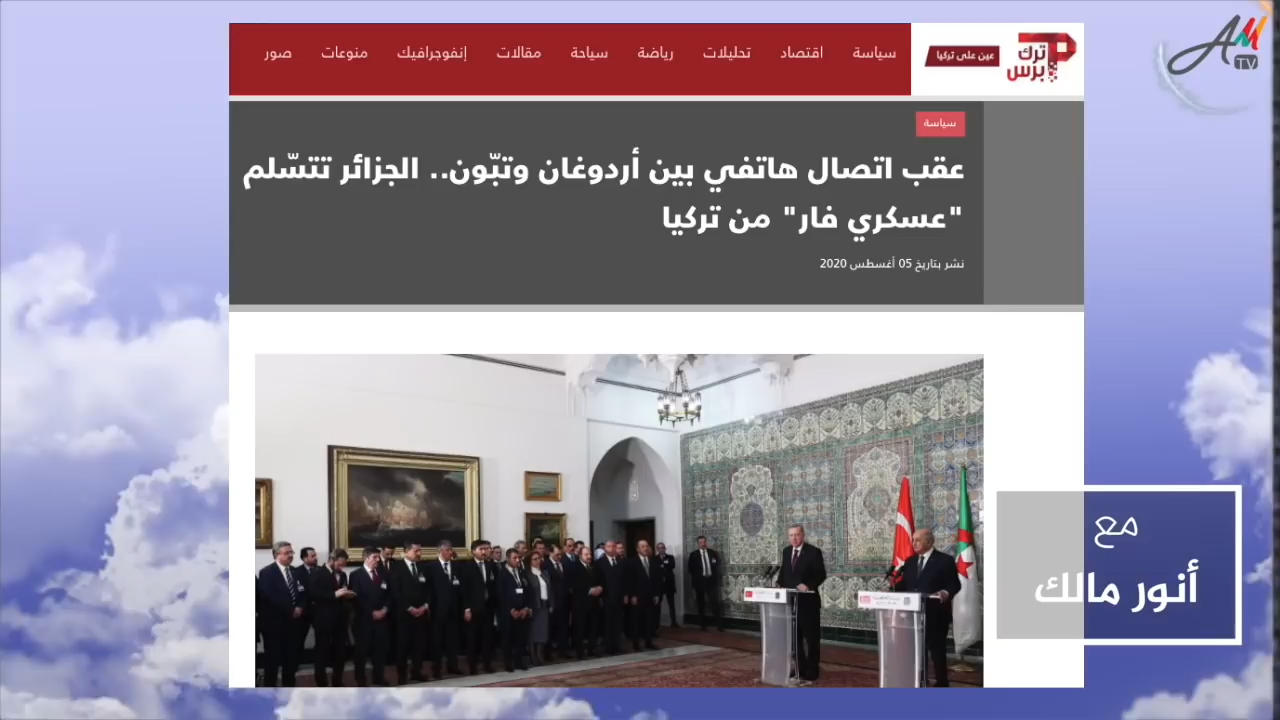 AM
TV
ترك برس
عين على تركيا
سياسة اقتصاد تحليلات رياضة سياحة مقالات إنفوجرافيك منوعات صور
سياسة
عقب اتصال هاتفي بين أردوغان وتبّون.. الجزائر تتسّلم
"عسكري فار" من تركيا
نشر بتاريخ 05 أغسطس 2020
مع
أنور مالك